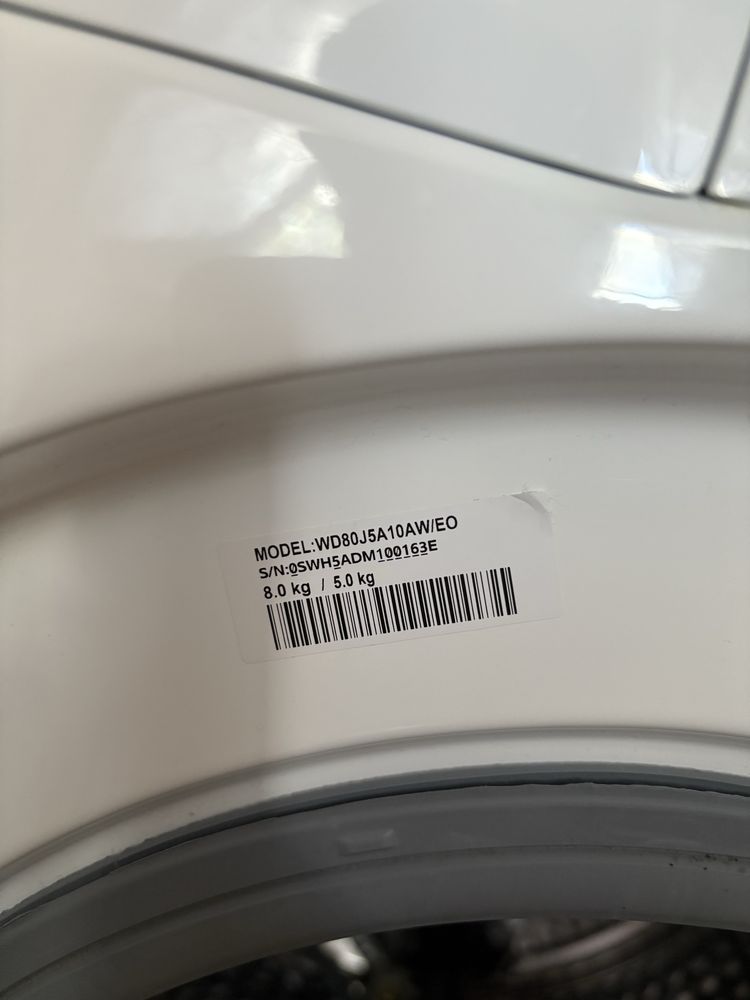 MODEL:WD80J5A10AW/EO
S/N:0SWH5ADM100163E
8.0 kg / 5.0 kg